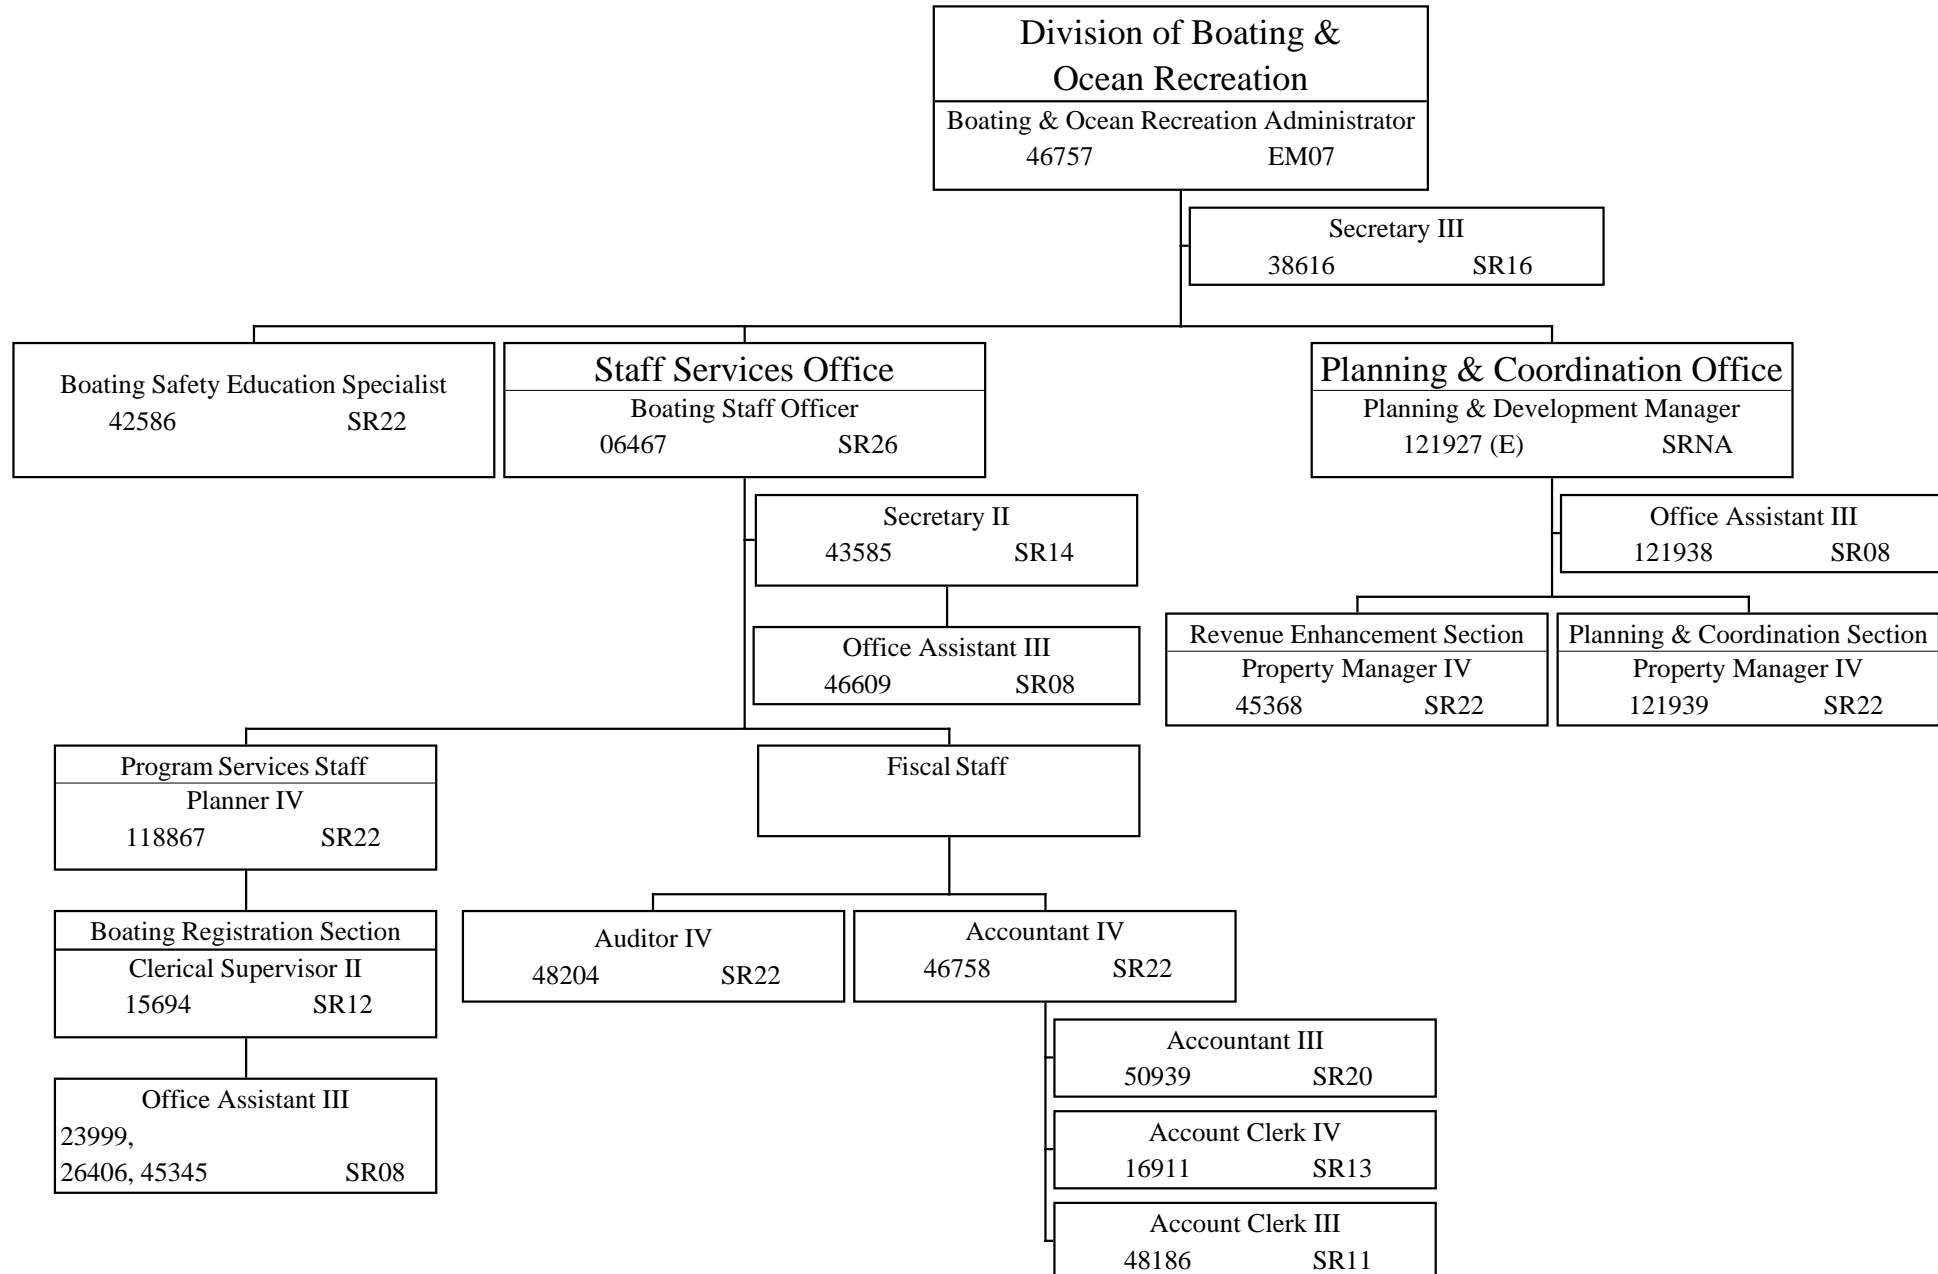 Division of Boating &
Ocean Recreation
Boating & Ocean Recreation Administrator
46757 EM07
Secretary III
38616 SR16
Boating Safety Education Specialist
42586 SR22
Staff Services Office
Boating Staff Officer
06467 SR26
Planning & Coordination Office
Planning & Development Manager
121927 (E) SRNA
Secretary II
43585 SR14
Office Assistant III
121938 SR08
Office Assistant III
46609 SR08
Revenue Enhancement Section
Property Manager IV
45368 SR22
Planning & Coordination Section
Property Manager IV
121939 SR22
Program Services Staff
Planner IV
118867 SR22
Fiscal Staff
Boating Registration Section
Clerical Supervisor II
15694 SR12
Auditor IV
48204 SR22
Accountant IV
46758 SR22
Accountant III
50939 SR20
Office Assistant III
23999,
26406, 45345 SR08
Account Clerk IV
16911 SR13
Account Clerk III
48186 SR11